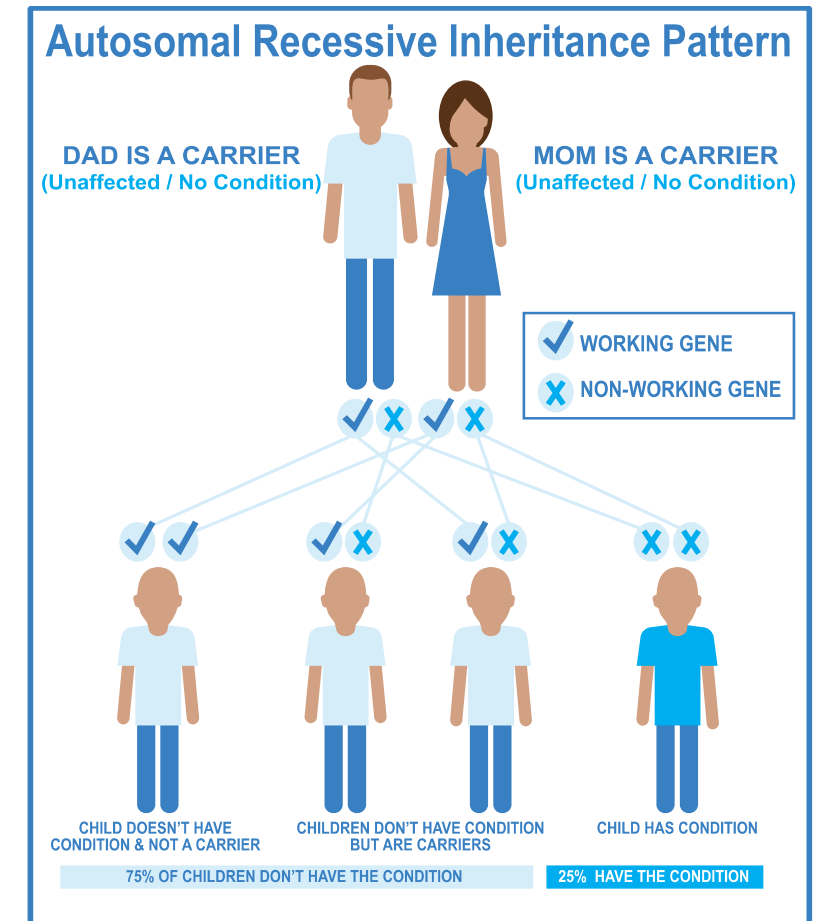 Autosomal Recessive Inheritance Pattern
DAD IS A CARRIER
(Unaffected / No Condition)
MOM IS A CARRIER
(Unaffected / No Condition)
WORKING GENE
NON-WORKING GENE
CHILD DOESN'T HAVE
CONDITION & NOT A CARRIER
CHILDREN DON'T HAVE CONDITION
BUT ARE CARRIERS
CHILD HAS CONDITION
75% OF CHILDREN DON'T HAVE THE CONDITION
25% HAVE THE CONDITION